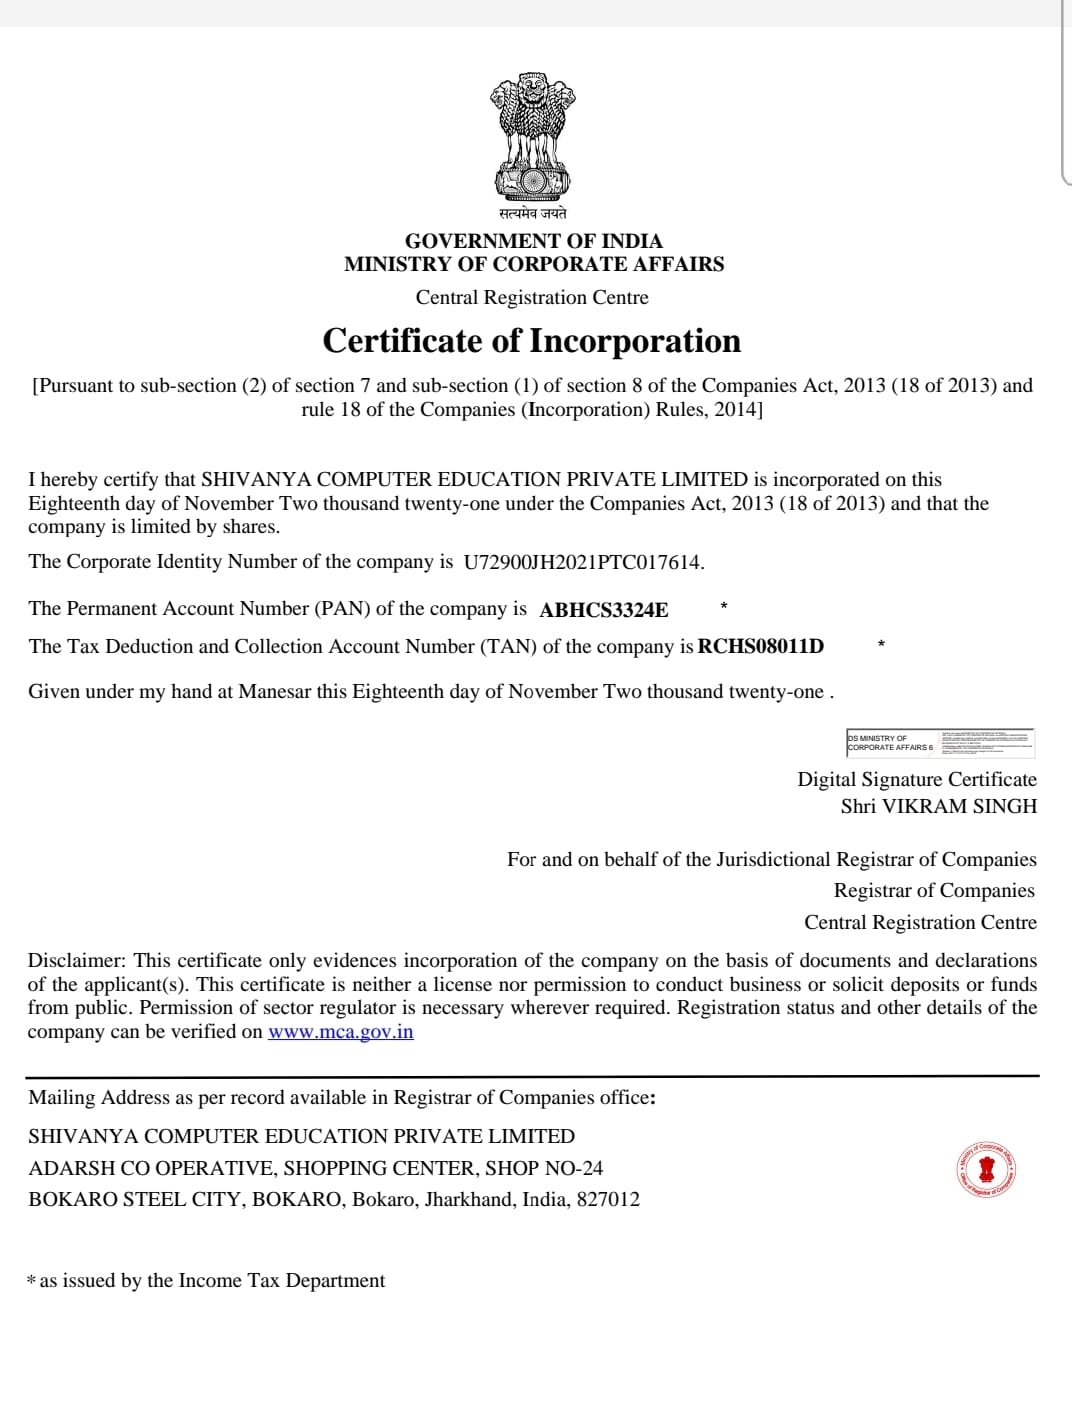 सत्यमेव जयते
GOVERNMENT OF INDIA
MINISTRY OF CORPORATE AFFAIRS
Central Registration Centre
Certificate of Incorporation
[Pursuant to sub-section (2) of section 7 and sub-section (1) of section 8 of the Companies Act, 2013 (18 of 2013) and
rule 18 of the Companies (Incorporation) Rules, 2014]
I hereby certify that SHIVANYA COMPUTER EDUCATION PRIVATE LIMITED is incorporated on this
Eighteenth day of November Two thousand twenty-one under the Companies Act, 2013 (18 of 2013) and that the
company is limited by shares.
The Corporate Identity Number of the company is U72900JH2021PTC017614.
The Permanent Account Number (PAN) of the company is ABHCS3324E *
The Tax Deduction and Collection Account Number (TAN) of the company is RCHS08011D *
Given under my hand at Manesar this Eighteenth day of November Two thousand twenty-one .
DS MINISTRY OF
CORPORATE AFFAIRS 6
Digital Signature Certificate
Shri VIKRAM SINGH
For and on behalf of the Jurisdictional Registrar of Companies
Registrar of Companies
Central Registration Centre
Disclaimer: This certificate only evidences incorporation of the company on the basis of documents and declarations
of the applicant(s). This certificate is neither a license nor permission to conduct business or solicit deposits or funds
from public. Permission of sector regulator is necessary wherever required. Registration status and other details of the
company can be verified on www.mca.gov.in
Mailing Address as per record available in Registrar of Companies office:
SHIVANYA COMPUTER EDUCATION PRIVATE LIMITED
ADARSH CO OPERATIVE, SHOPPING CENTER, SHOP NO-24
BOKARO STEEL CITY, BOKARO, Bokaro, Jharkhand, India, 827012
Ministry of Corporate Affairs
Office of Registrar of Companies
* as issued by the Income Tax Department